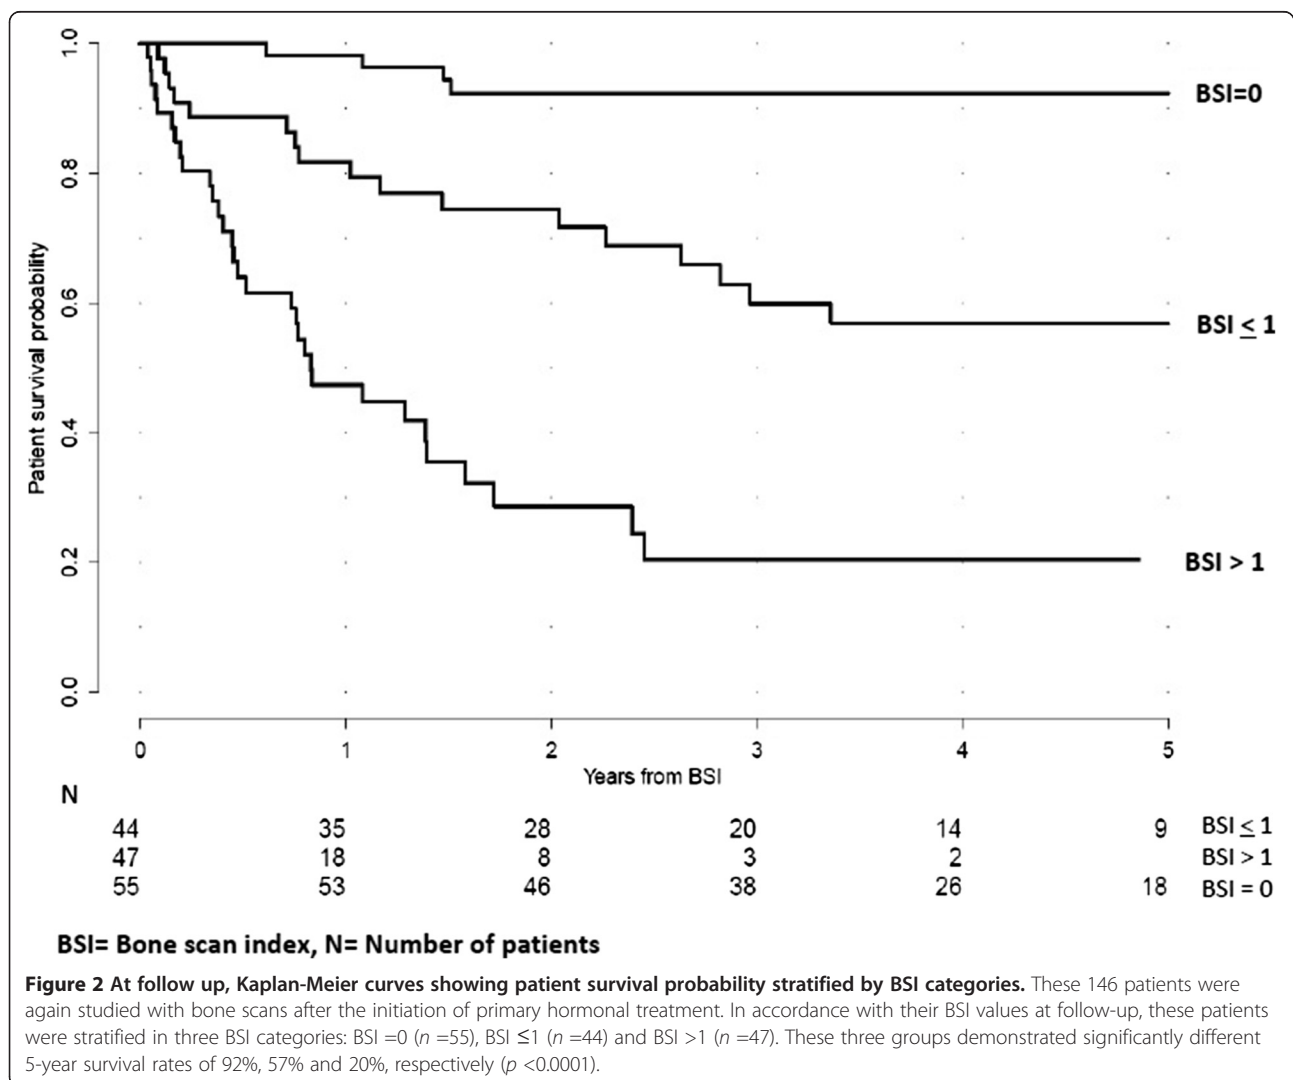 1.0
0.8
0.6
0.4
0.2
0.0
Patient survival probability
BSI=0
BSI ≤ 1
BSI > 1
0 1 2 3 4 5
Years from BSI
N
44 35 28 20 14 9 BSI ≤ 1
47 18 8 3 2 BSI > 1
55 53 46 38 26 18 BSI = 0
BSI= Bone scan index, N= Number of patients
Figure 2 At follow up, Kaplan-Meier curves showing patient survival probability stratified by BSI categories. These 146 patients were
again studied with bone scans after the initiation of primary hormonal treatment. In accordance with their BSI values at follow-up, these patients
were stratified in three BSI categories: BSI =0 (n =55), BSI ≤1 (n =44) and BSI >1 (n =47). These three groups demonstrated significantly different
5-year survival rates of 92%, 57% and 20%, respectively (p <0.0001).